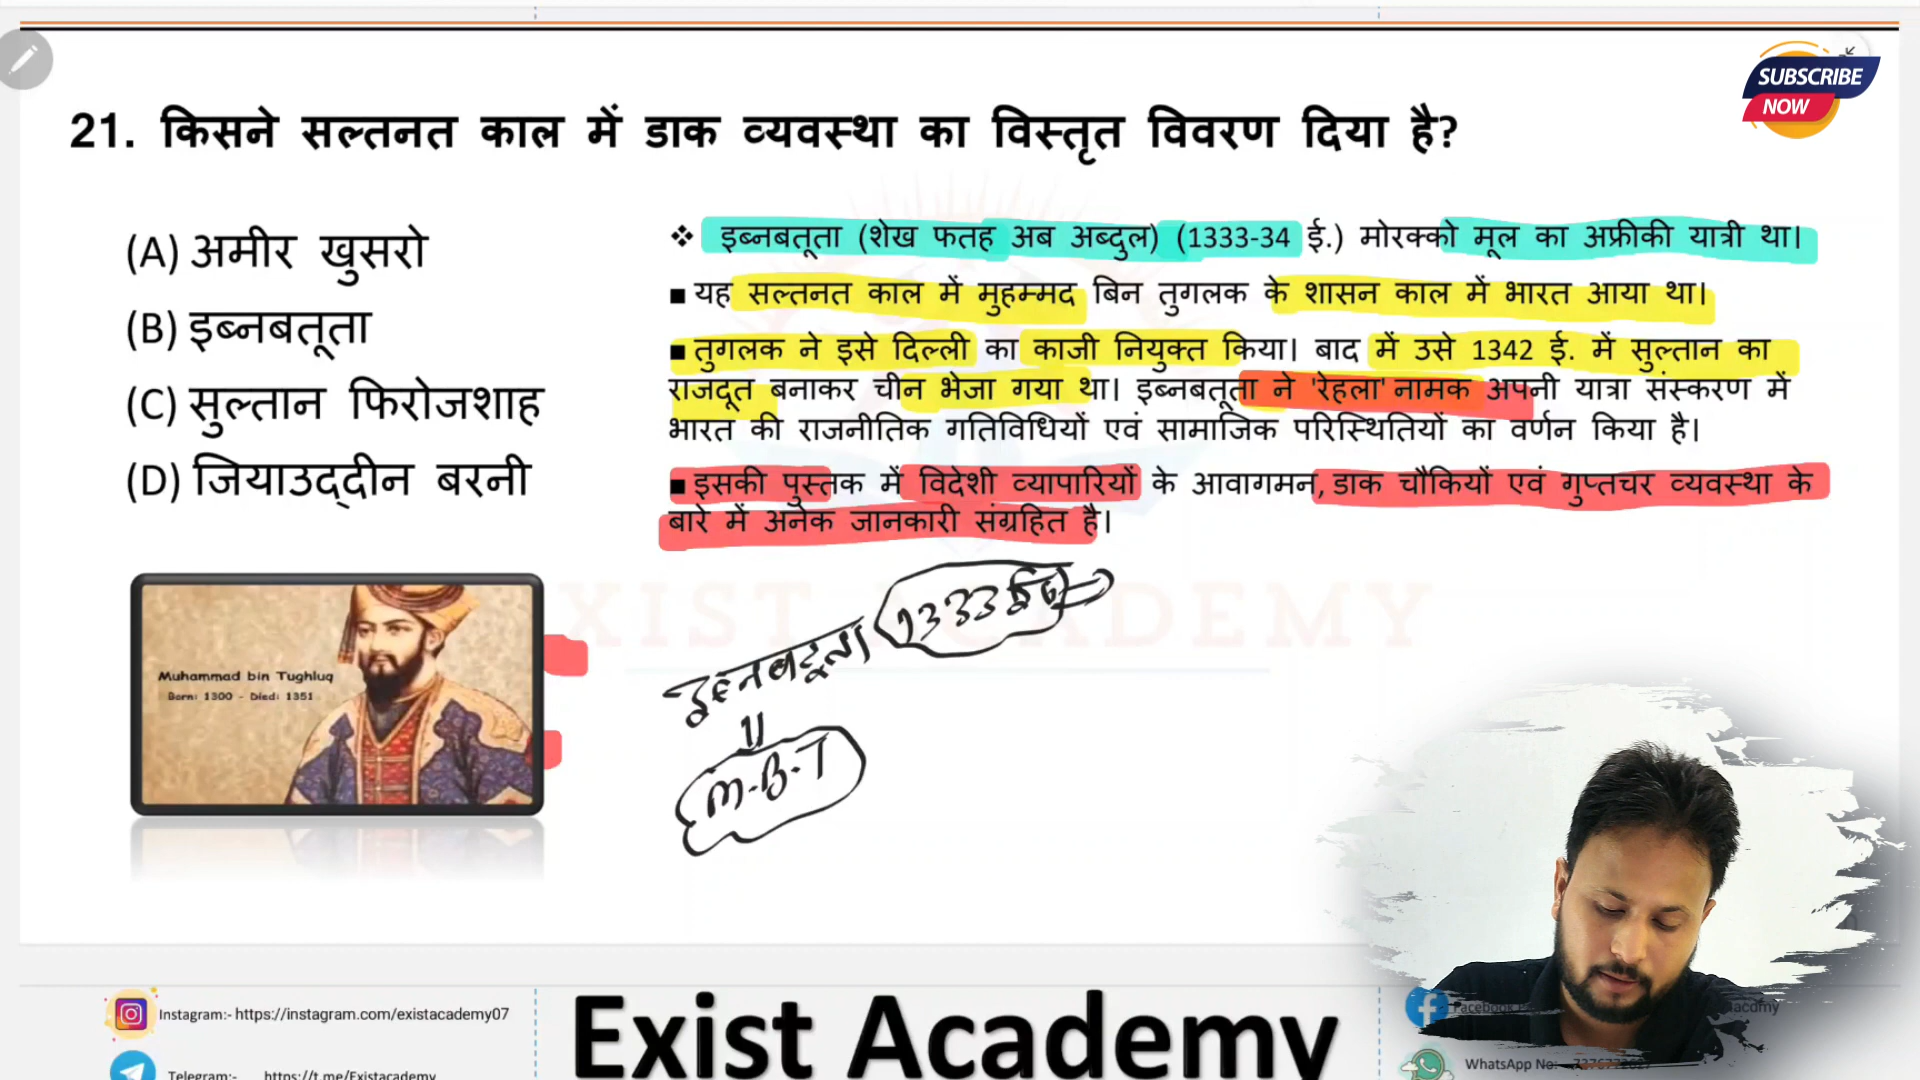 SUBSCRIBE
NOW
21. किसने सल्तनत काल में डाक व्यवस्था का विस्तृत विवरण दिया है?
(A) अमीर खुसरो
(B) इब्नबतूता
(C) सुल्तान फिरोजशाह
(D) जियाउद्दीन बरनी
❖ इब्नबतूता (शेख फतह अब अब्दुल) (1333-34 ई.) मोरक्को मूल का अफ्रीकी यात्री था।
■ यह सल्तनत काल में मुहम्मद बिन तुगलक के शासन काल में भारत आया था।
■ तुगलक ने इसे दिल्ली का काजी नियुक्त किया। बाद में उसे 1342 ई. में सुल्तान का
राजदूत बनाकर चीन भेजा गया था। इब्नबतूता ने 'रेहला' नामक अपनी यात्रा संस्करण में
भारत की राजनीतिक गतिविधियों एवं सामाजिक परिस्थितियों का वर्णन किया है।
■ इसकी पुस्तक में विदेशी व्यापारियों के आवागमन, डाक चौकियों एवं गुप्तचर व्यवस्था के
बारे में अनेक जानकारी संग्रहित है।
EXIST ACADEMY
1333 ई०
इब्नबतूता
M.B.T
Muhammad bin Tughluq
Born: 1300 - Died: 1351
Instagram:- https://instagram.com/existacademy07
Telegram:- https://t.me/Existacademy
Exist Academy
Facebook
WhatsApp No:-